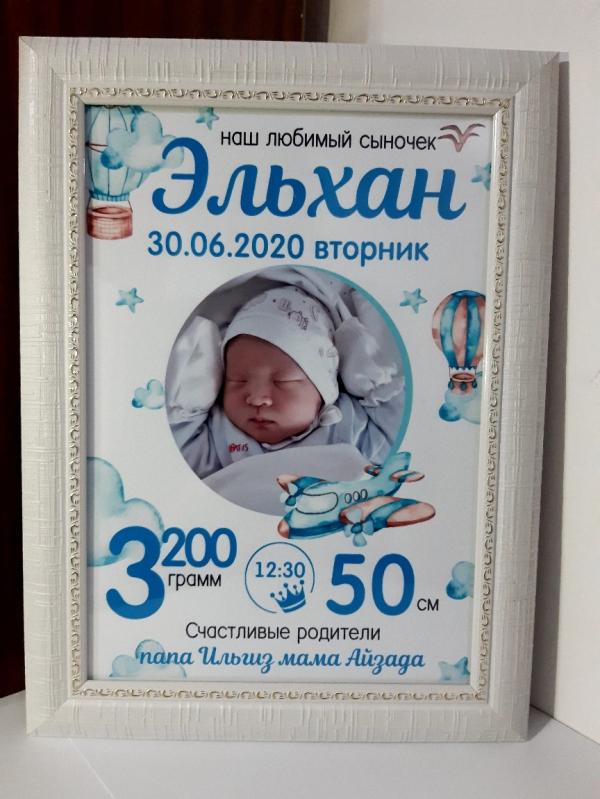 наш любимый сыночек
Эльхан
30.06.2020 вторник
3200
грамм
12:30
50 см
Счастливые родители
папа Ильгиз мама Айзада